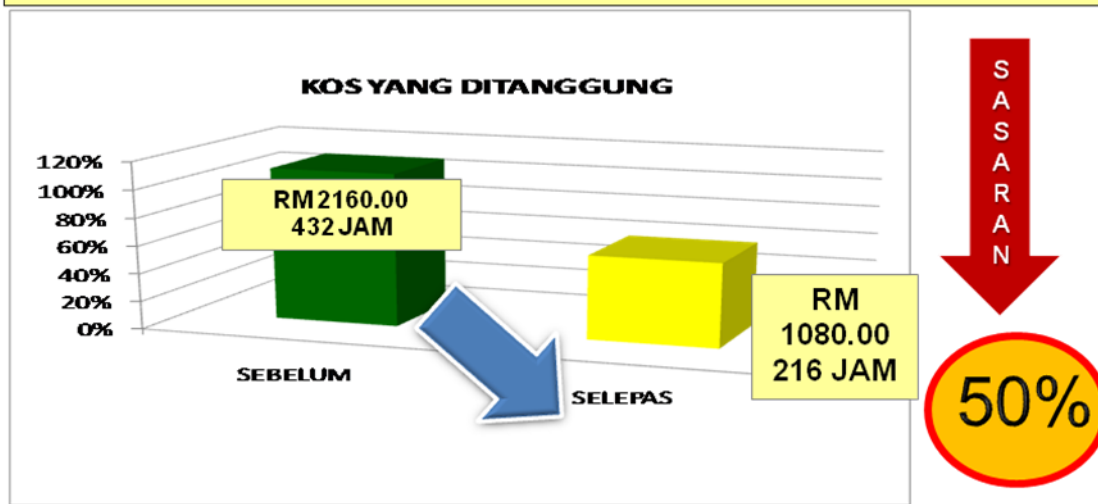 KOS YANG DITANGGUNG
120%
100%
80%
60%
40%
20%
0%
RM2160.00
432 JAM
RM
1080.00
216 JAM
SEBELUM
SELEPAS
SASARAN
50%